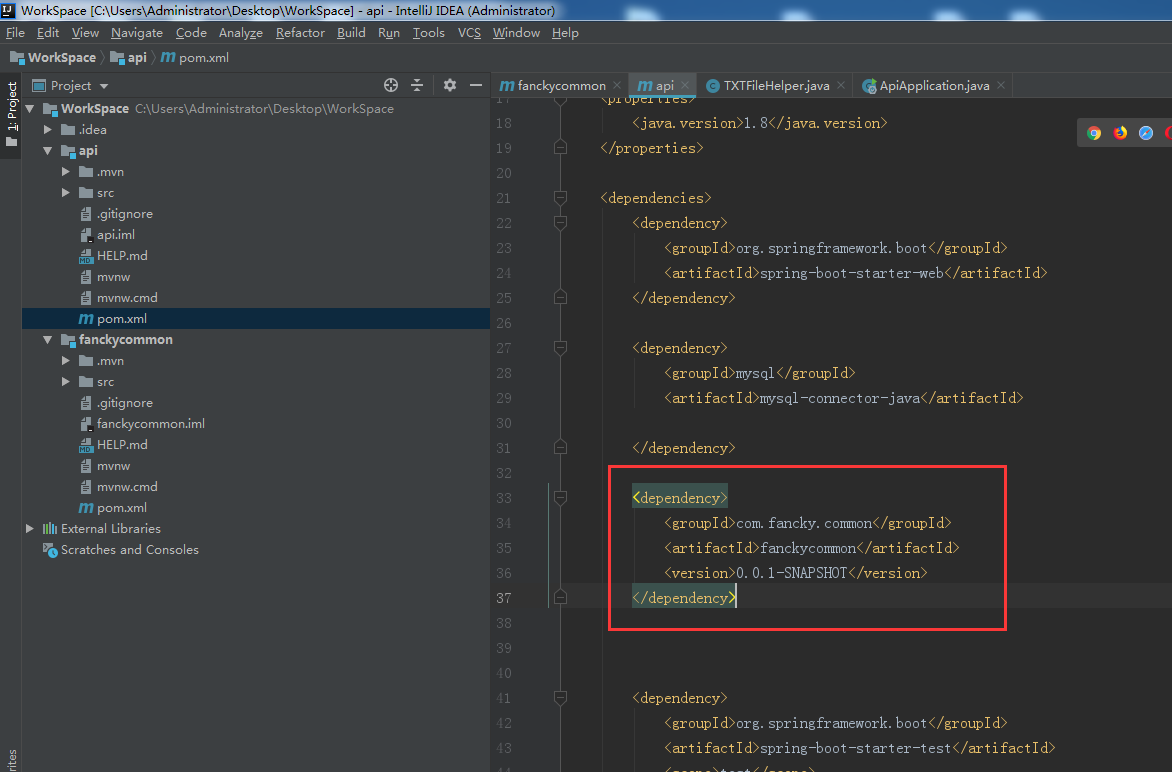 WorkSpace [C:\Users\Administrator\Desktop\WorkSpace] - api - IntelliJ IDEA (Administrator)
File Edit View Navigate Code Analyze Refactor Build Run Tools VCS Window Help
WorkSpace api pom.xml
Project
fanckycommon api TXTFileHelper.java ApiApplication.java
1: Project
WorkSpace C:\Users\Administrator\Desktop\WorkSpace
.idea
api
.mvn
src
.gitignore
api.iml
HELP.md
mvnw
mvnw.cmd
pom.xml
fanckycommon
.mvn
src
.gitignore
fanckycommon.iml
HELP.md
mvnw
mvnw.cmd
pom.xml
External Libraries
Scratches and Consoles
17 <properties>
18 <java.version>1.8</java.version>
19 </properties>
20
21 <dependencies>
22 <dependency>
23 <groupId>org.springframework.boot</groupId>
24 <artifactId>spring-boot-starter-web</artifactId>
25 </dependency>
26
27 <dependency>
28 <groupId>mysql</groupId>
29 <artifactId>mysql-connector-java</artifactId>
30
31 </dependency>
32
33 <dependency>
34 <groupId>com.fancky.common</groupId>
35 <artifactId>fanckycommon</artifactId>
36 <version>0.0.1-SNAPSHOT</version>
37 </dependency>
38
39
40
41 <dependency>
42 <groupId>org.springframework.boot</groupId>
43 <artifactId>spring-boot-starter-test</artifactId>